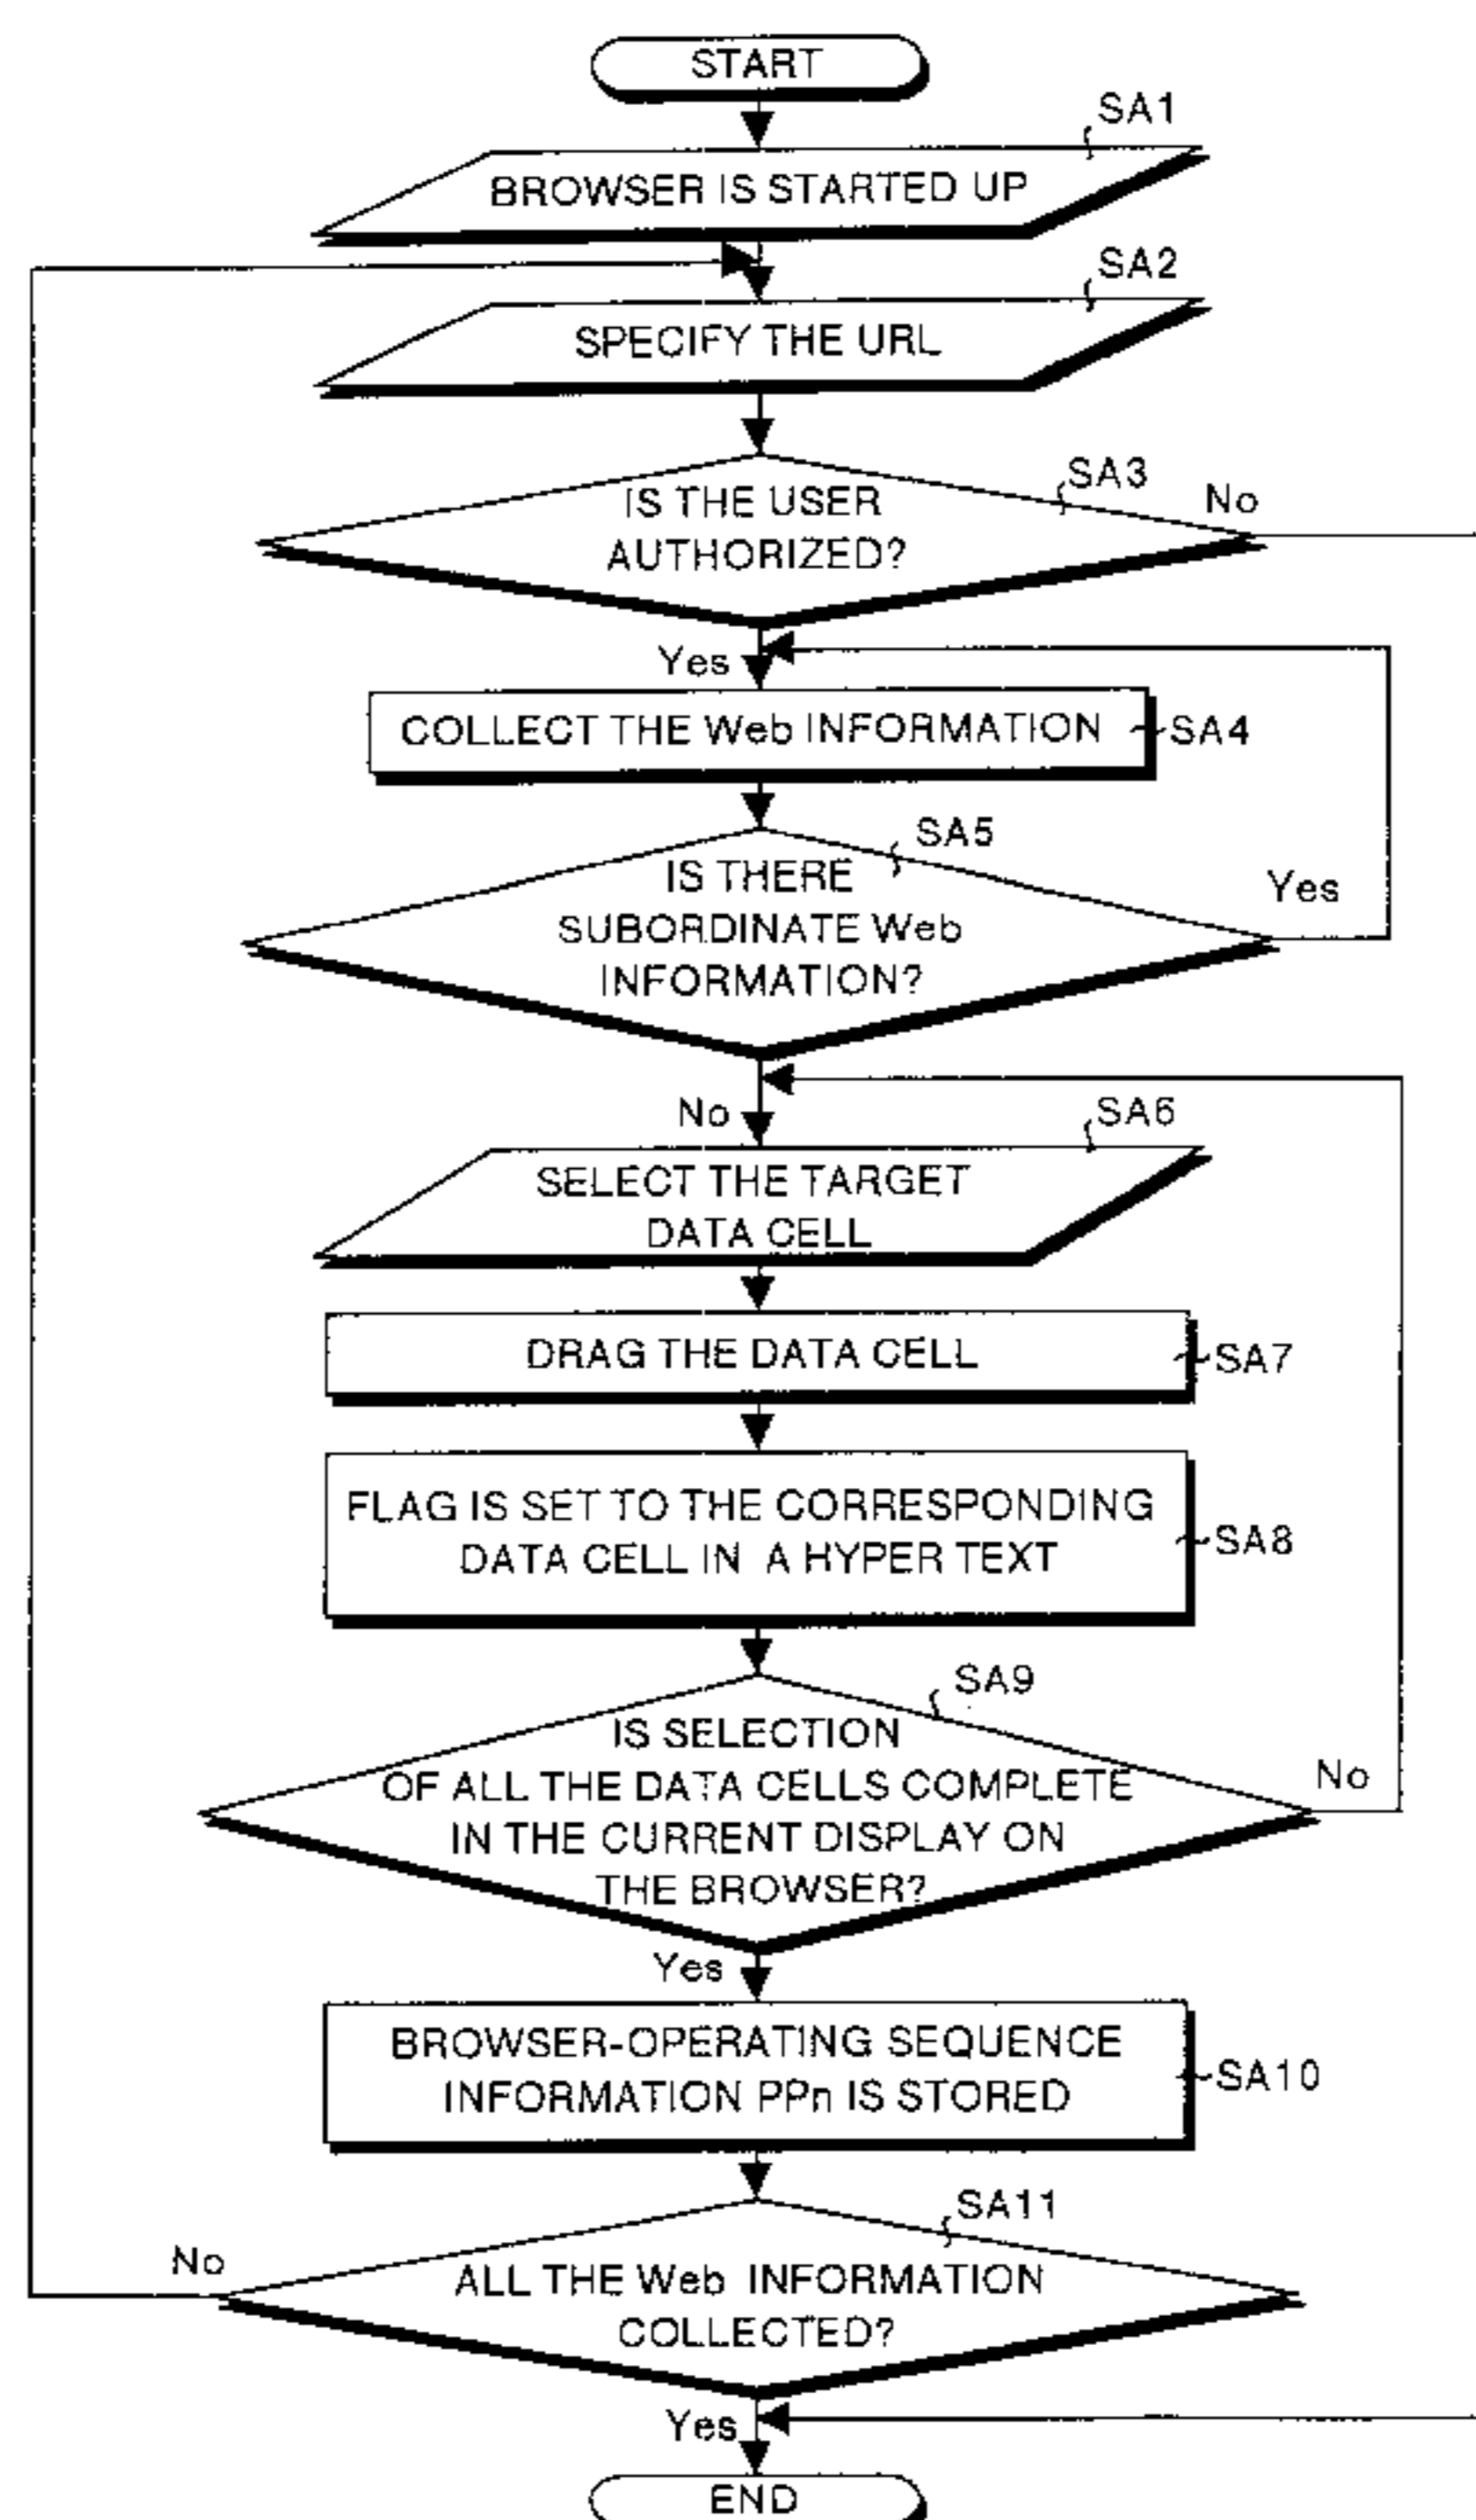 START
SA1
BROWSER IS STARTED UP
SA2
SPECIFY THE URL
SA3
No
IS THE USER
AUTHORIZED?
Yes
COLLECT THE Web INFORMATION
SA4
SA5
IS THERE
SUBORDINATE Web
INFORMATION?
Yes
No
SA6
SELECT THE TARGET
DATA CELL
DRAG THE DATA CELL
SA7
FLAG IS SET TO THE CORRESPONDING
DATA CELL IN A HYPER TEXT
SA8
SA9
IS SELECTION
OF ALL THE DATA CELLS COMPLETE
IN THE CURRENT DISPLAY ON
THE BROWSER?
No
Yes
BROWSER-OPERATING SEQUENCE
INFORMATION PPn IS STORED
SA10
SA11
No
ALL THE Web INFORMATION
COLLECTED?
Yes
END